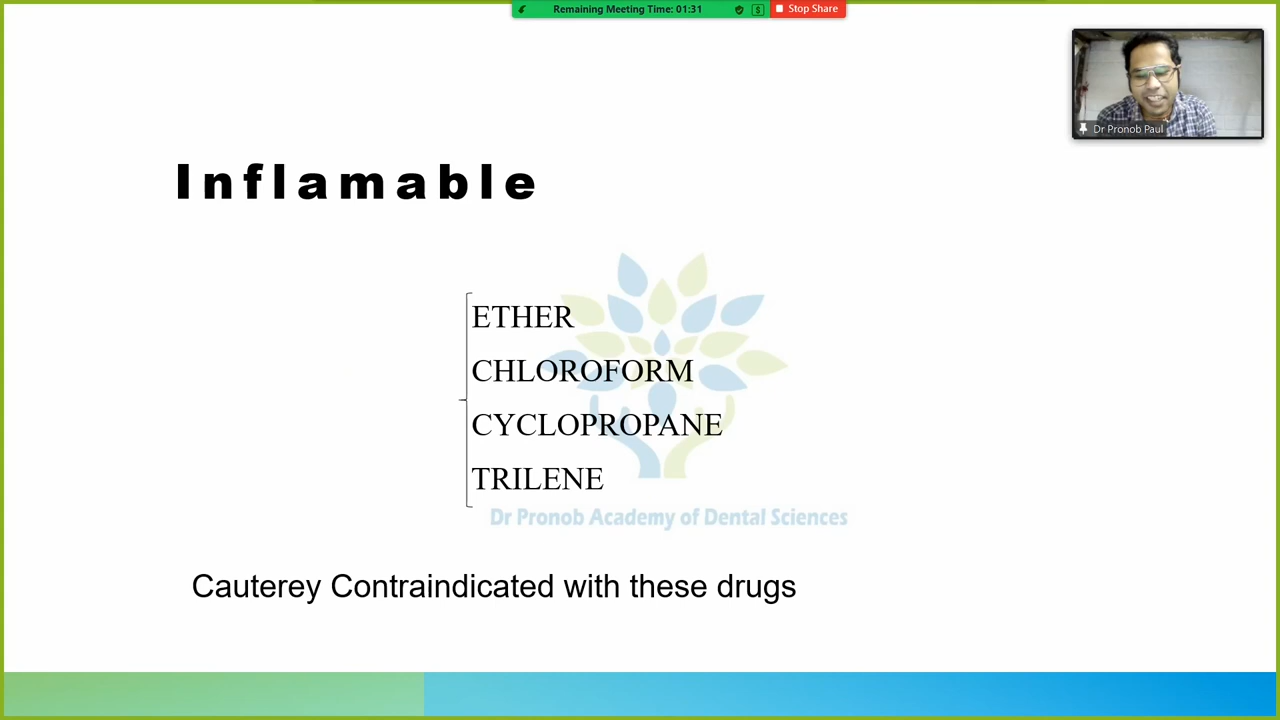 Remaining Meeting Time: 01:31
Stop Share
Dr Pronob Paul
Inflamable
ETHER
CHLOROFORM
CYCLOPROPANE
TRILENE
Dr Pronob Academy of Dental Sciences
Cauterey Contraindicated with these drugs